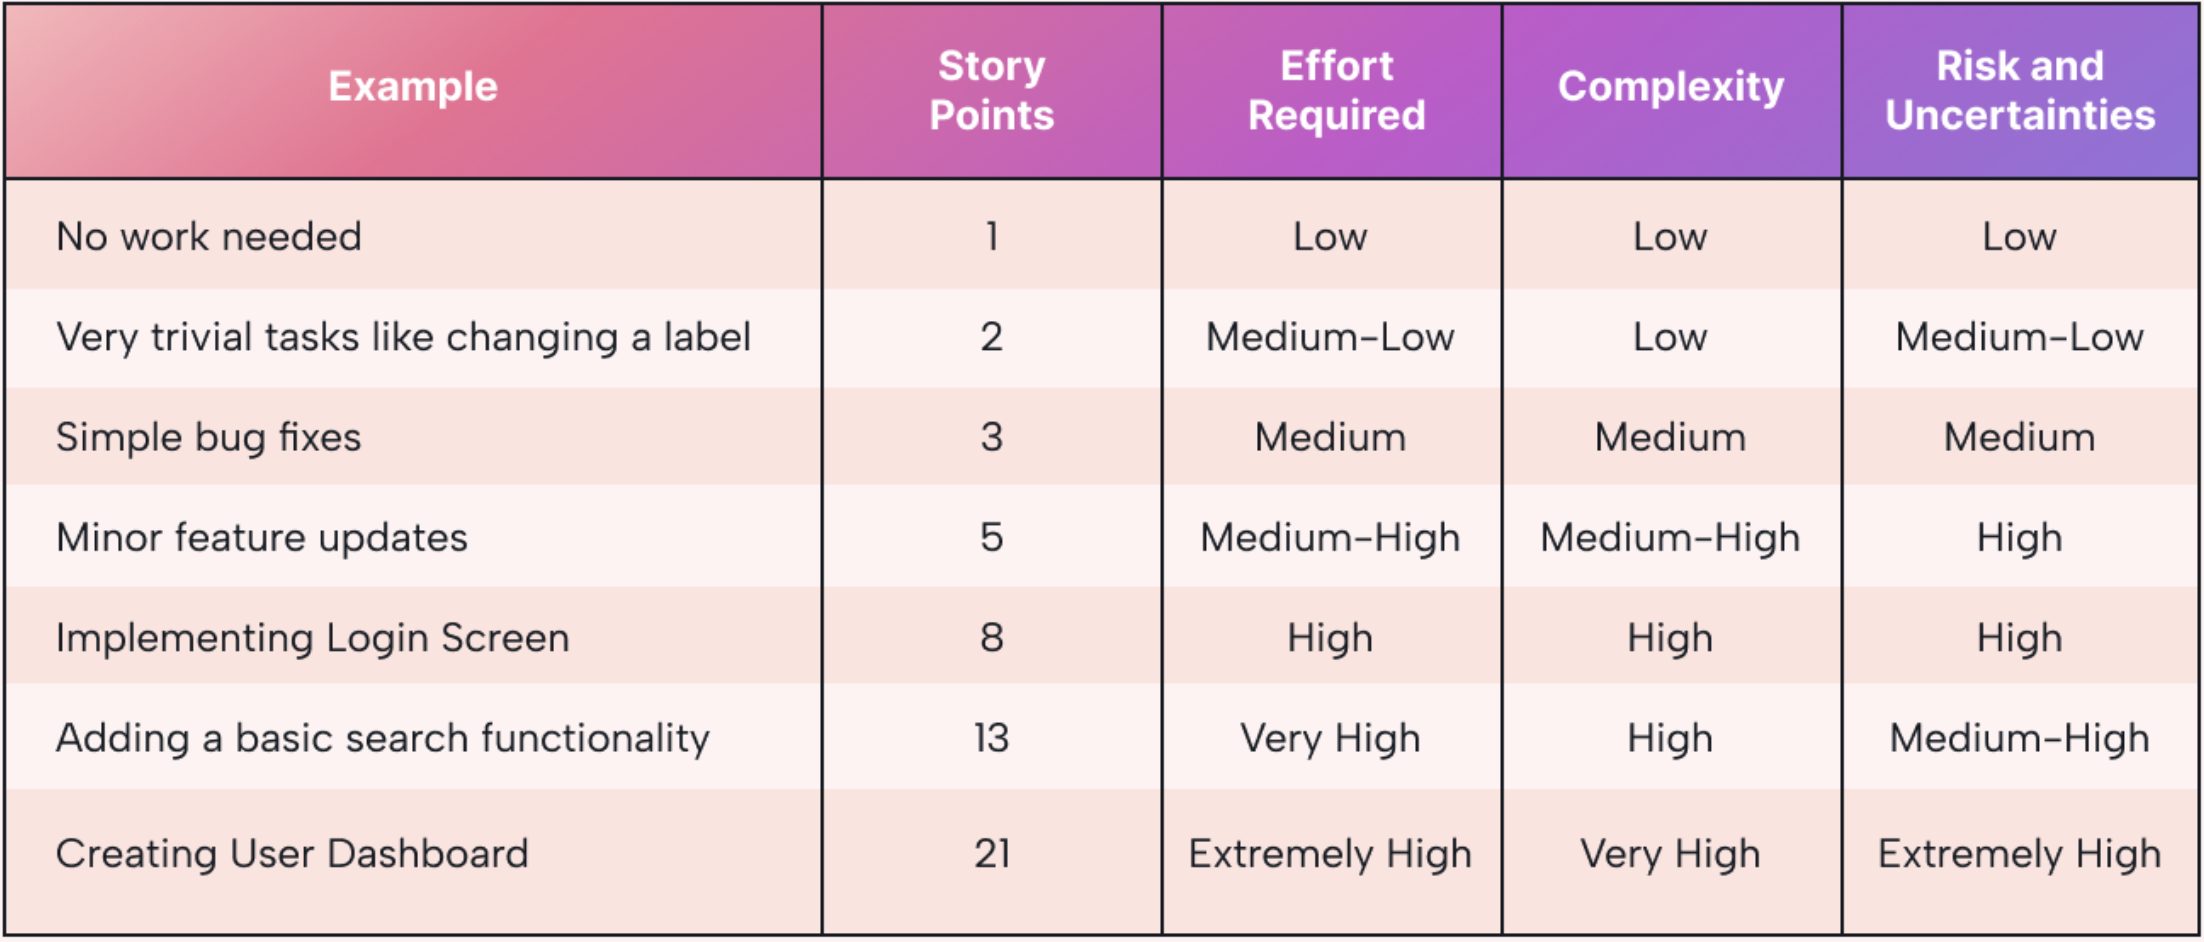 Example Story Points Effort Required Complexity Risk and Uncertainties
No work needed 1 Low Low Low
Very trivial tasks like changing a label 2 Medium-Low Low Medium-Low
Simple bug fixes 3 Medium Medium Medium
Minor feature updates 5 Medium-High Medium-High High
Implementing Login Screen 8 High High High
Adding a basic search functionality 13 Very High High Medium-High
Creating User Dashboard 21 Extremely High Very High Extremely High